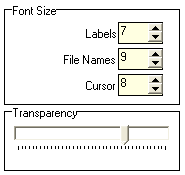 Font Size
Labels 7
File Names 9
Cursor 8
Transparency